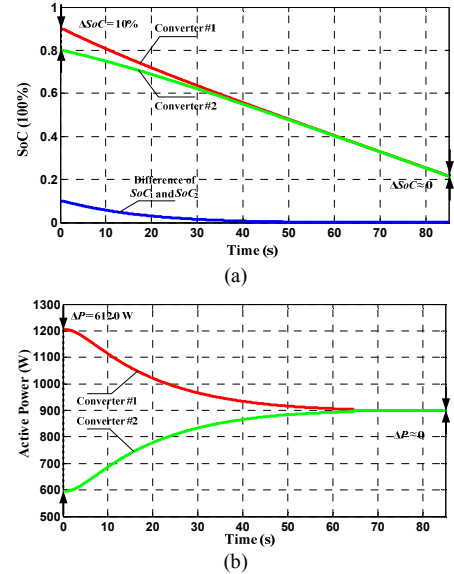 1
ΔSoC=10%
Converter#1
0.8
0.6
Converter#2
SoC (100%)
0.4
0.2
Difference of
SoC1 and SoC2
ΔSoC≈0
0
0 10 20 30 40 50 60 70 80
Time (s)
(a)
1300
ΔP=612.0 W
1200
1100
1000
Converter #1
900
Active Power (W)
Converter #2
800
ΔP≈0
700
600
500
0 10 20 30 40 50 60 70 80
Time (s)
(b)